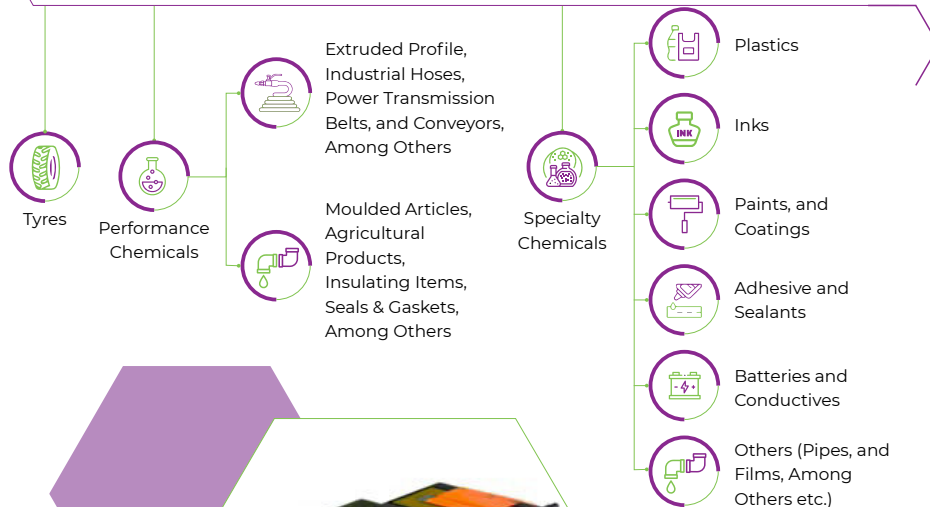 Tyres
Performance
Chemicals
Extruded Profile,
Industrial Hoses,
Power Transmission
Belts, and Conveyors,
Among Others
Moulded Articles,
Agricultural
Products,
Insulating Items,
Seals & Gaskets,
Among Others
Specialty
Chemicals
Plastics
INK
Inks
Paints, and
Coatings
Adhesive and
Sealants
Batteries and
Conductives
Others (Pipes, and
Films, Among
Others etc.)